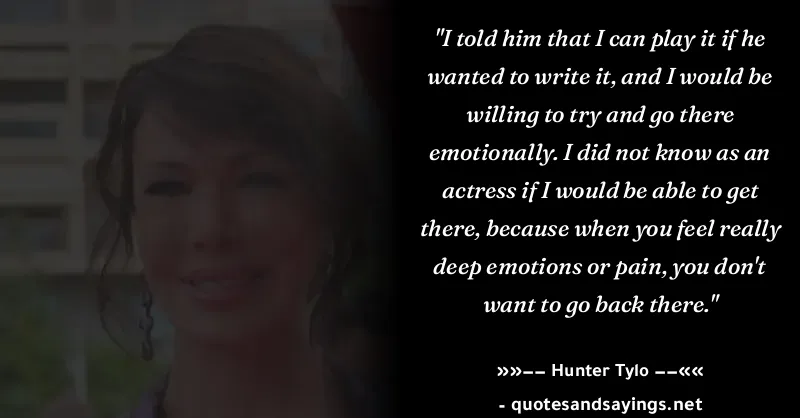 "I told him that I can play it if he
wanted to write it, and I would be
willing to try and go there
emotionally. I did not know as an
actress if I would be able to get
there, because when you feel really
deep emotions or pain, you don't
want to go back there."
»»−− Hunter Tylo −−««
- quotesandsayings.net